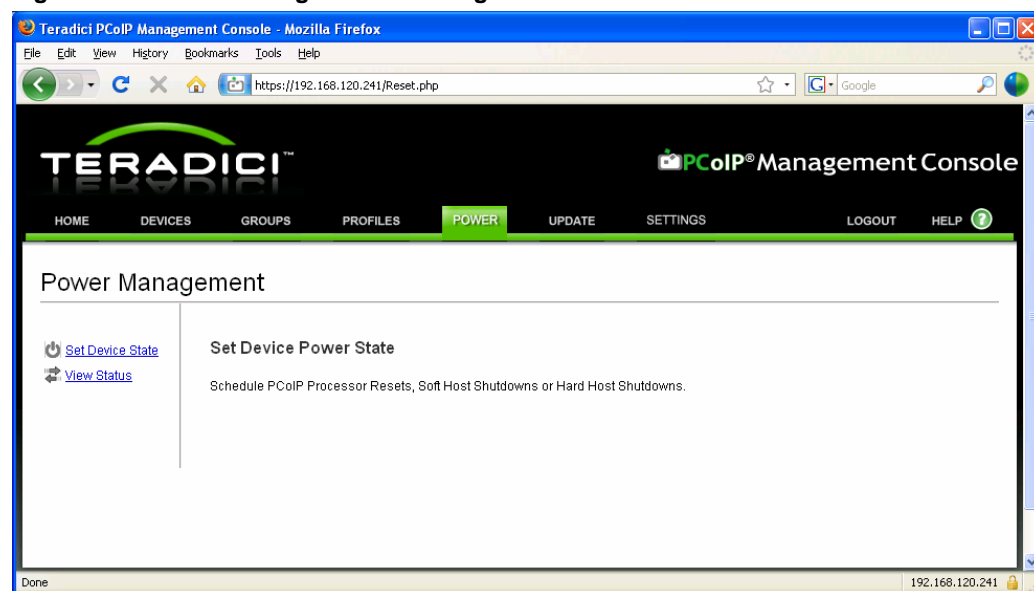 Teradici PCoIP Management Console - Mozilla Firefox
File Edit View History Bookmarks Tools Help
https://192.168.120.241/Reset.php
G Google
TERADICI™
PCoIP® Management Console
HOME DEVICES GROUPS PROFILES POWER UPDATE SETTINGS LOGOUT HELP ?
Power Management
Set Device State
View Status
Set Device Power State
Schedule PCoIP Processor Resets, Soft Host Shutdowns or Hard Host Shutdowns.
Done
192.168.120.241